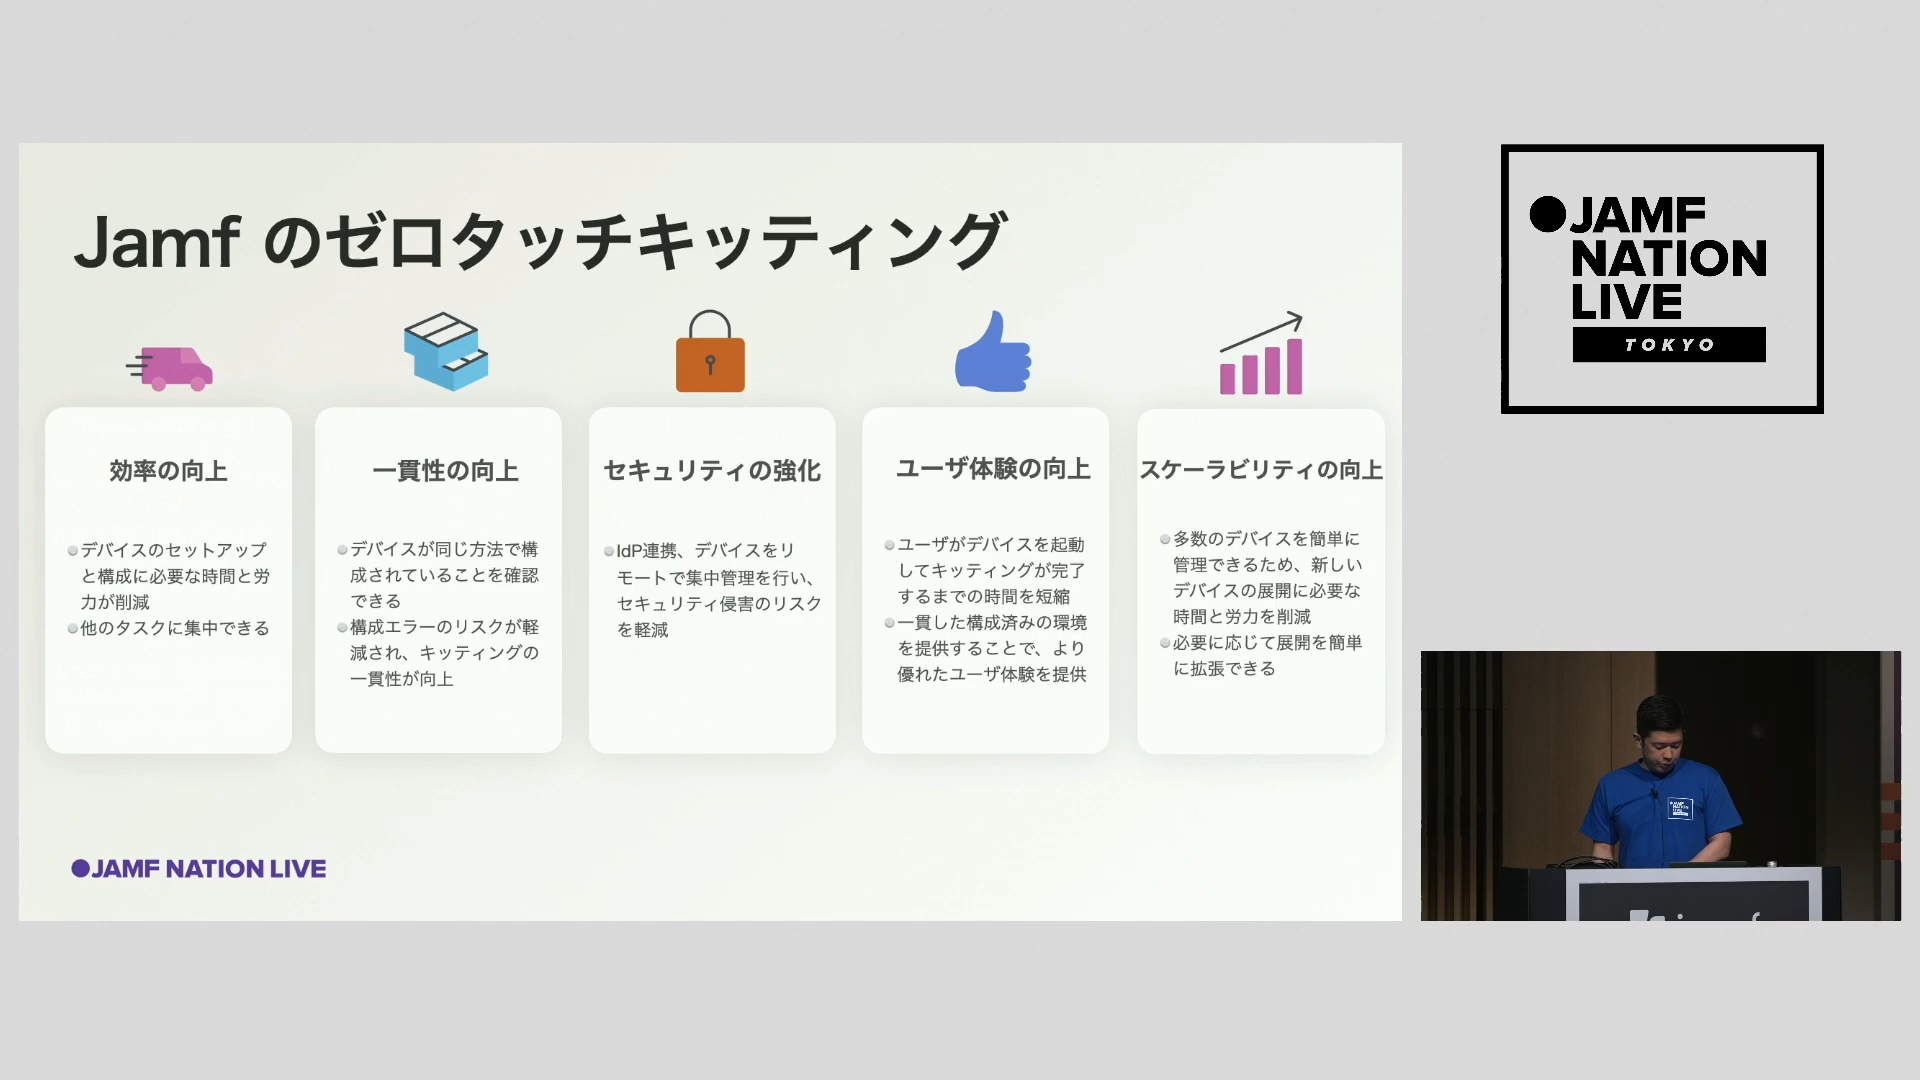 Jamf のゼロタッチキッティング
効率の向上
デバイスのセットアップ
と構成に必要な時間と労
力が削減
他のタスクに集中できる
一貫性の向上
デバイスが同じ方法で構
成されていることを確認
できる
構成エラーのリスクが軽
減され、キッティングの
一貫性が向上
セキュリティの強化
IdP連携、デバイスをリ
モートで集中管理を行い、
セキュリティ侵害のリスク
を軽減
ユーザ体験の向上
ユーザがデバイスを起動
してキッティングが完了
するまでの時間を短縮
一貫した構成済みの環境
を提供することで、より
優れたユーザ体験を提供
スケーラビリティの向上
多数のデバイスを簡単に
管理できるため、新しい
デバイスの展開に必要な
時間と労力を削減
必要に応じて展開を簡単
に拡張できる
JAMF NATION LIVE
JAMF
NATION
LIVE
TOKYO